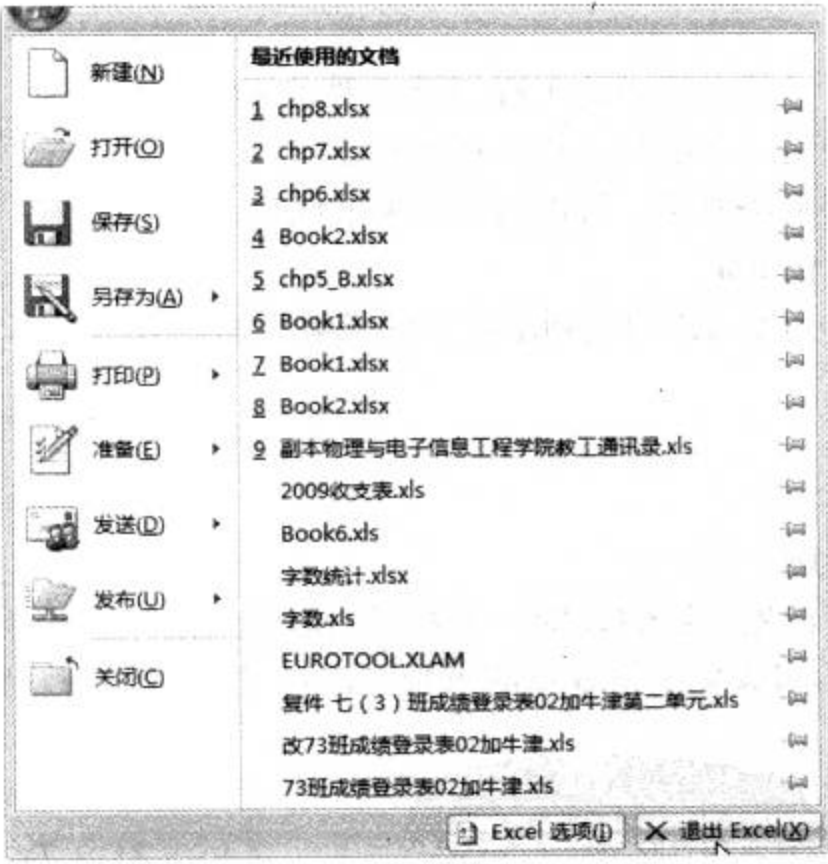 新建(N)
打开(O)
保存(S)
另存为(A)
打印(P)
准备(E)
发送(D)
发布(U)
关闭(C)
最近使用的文档
1 chp8.xlsx
2 chp7.xlsx
3 chp6.xlsx
4 Book2.xlsx
5 chp5_B.xlsx
6 Book1.xlsx
7 Book1.xlsx
8 Book2.xlsx
9 副本物理与电子信息工程学院教工通讯录.xls
2009收支表.xls
Book6.xls
字数统计.xlsx
字数.xls
EUROTOOL.XLAM
复件 七（3）班成绩登录表02加牛津第二单元.xls
改73班成绩登录表02加牛津.xls
73班成绩登录表02加牛津.xls
Excel 选项(I)
退出 Excel(X)